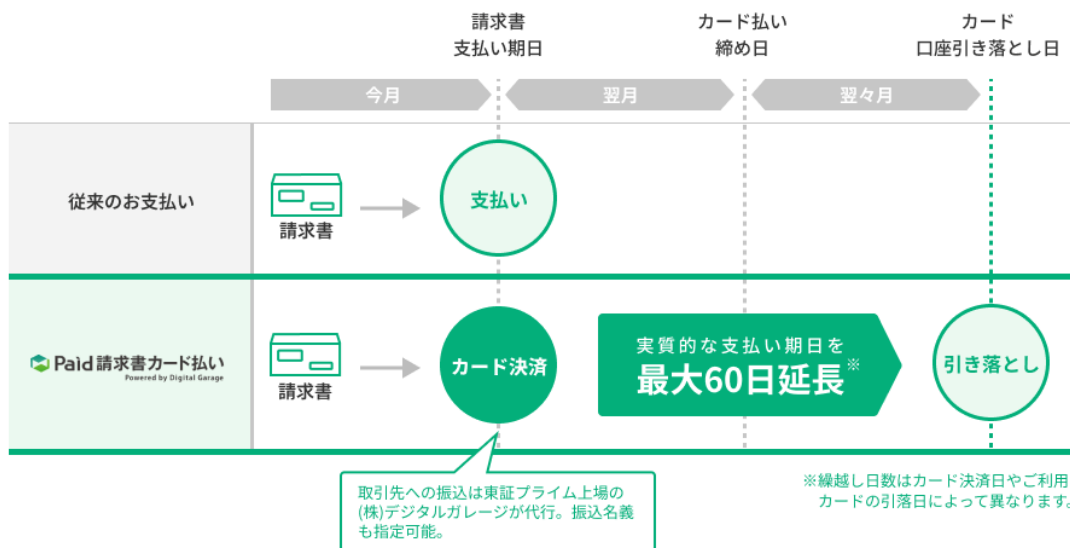 請求書
支払い期日
カード払い
締め日
カード
口座引き落とし日
今月
翌月
翌々月
従来のお支払い
請求書
支払い
Paid 請求書カード払い
Powered by Digital Garage
請求書
カード決済
実質的な支払い期日を
最大60日延長※
引き落とし
取引先への振込は東証プライム上場の
(株)デジタルガレージが代行。振込名義
も指定可能。
※繰越し日数はカード決済日やご利用
カードの引落日によって異なります。